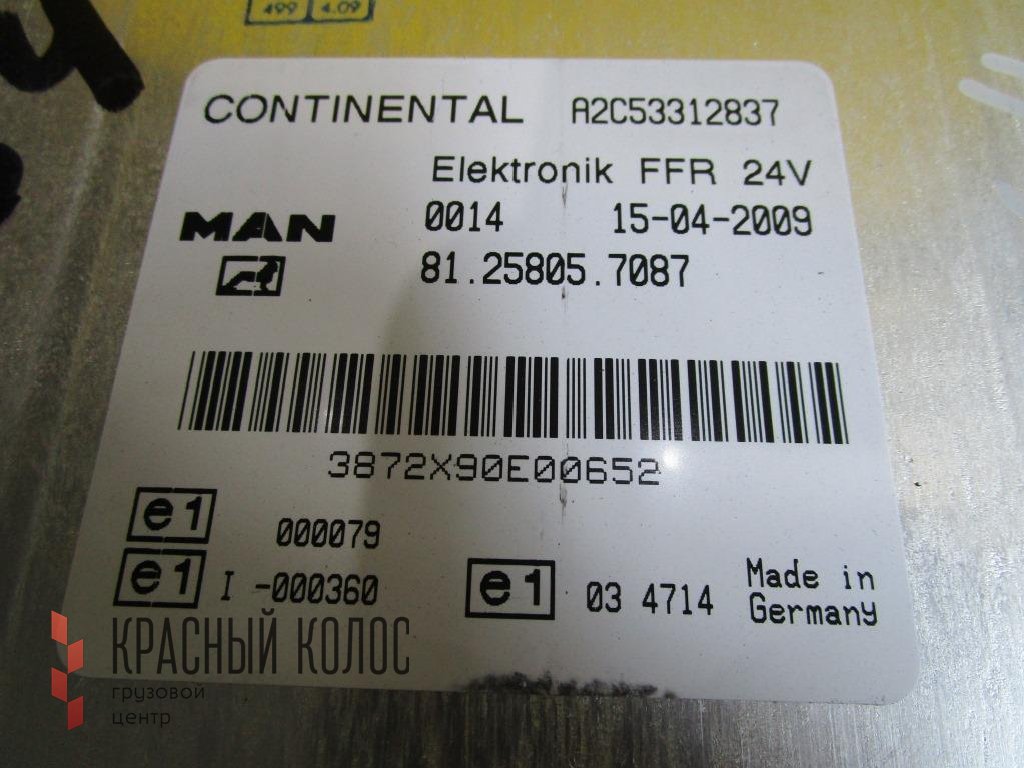 499 4.09
CONTINENTAL A2C53312837
Elektronik FFR 24V
MAN 0014 15-04-2009
81.25805.7087
3872X90E00652
e1 000079
e1 I -000360
e1 03 4714
Made in
Germany
КРАСНЫЙ КОЛОС
грузовой
центр